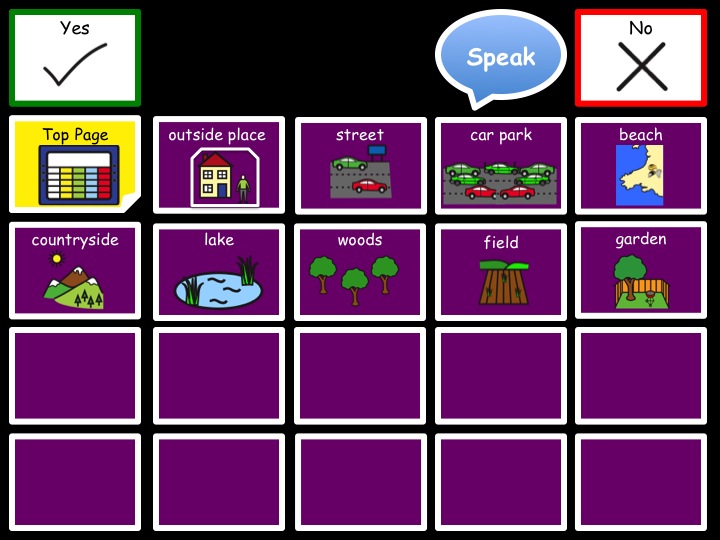 Yes
Speak
No
Top Page
outside place
street
car park
beach
countryside
lake
woods
field
garden